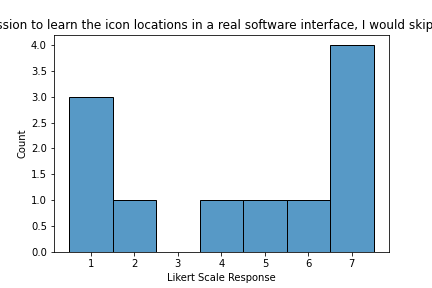 ssion to learn the icon locations in a real software interface, I would skip
4.0
3.5
3.0
2.5
2.0
1.5
1.0
0.5
0.0
Count
1 2 3 4 5 6 7
Likert Scale Response